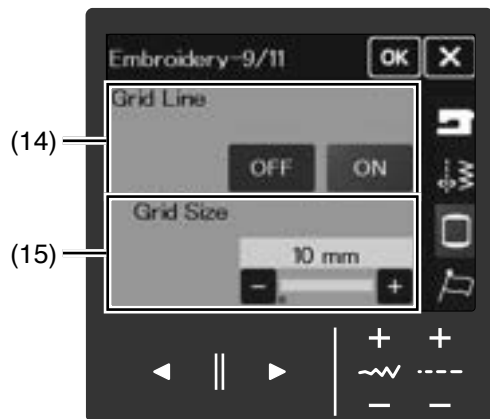 Embroidery-9/11 OK X
Grid Line
(14)
OFF ON
Grid Size
(15)
10 mm
- +
+ +
- -